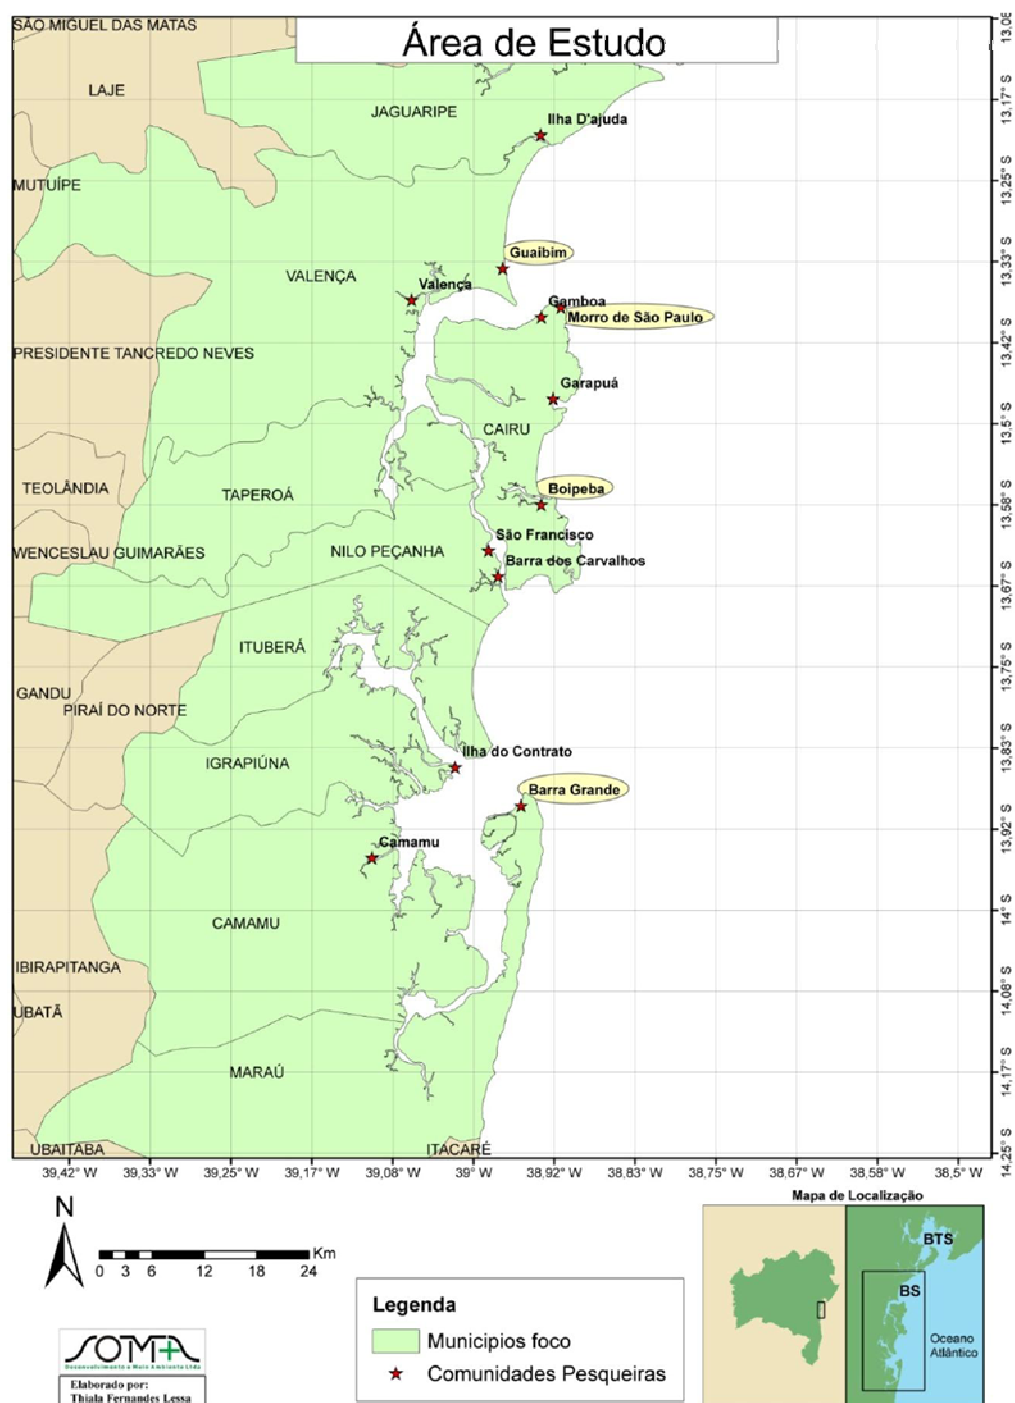 SÃO MIGUEL DAS MATAS
Área de Estudo
LAJE
JAGUARIPE
Ilha D'ajuda
MUTUÍPE
Guaibim
VALENÇA
Valença
Gamboa
Morro de São Paulo
PRESIDENTE TANCREDO NEVES
Garapuá
CAIRU
TEOLÂNDIA
TAPEROÁ
Boipeba
São Francisco
WENCESLAU GUIMARÃES
NILO PEÇANHA
Barra dos Carvalhos
ITUBERÁ
GANDU
PIRAÍ DO NORTE
IGRAPIÚNA
Ilha do Contrato
Barra Grande
Camamu
CAMAMU
IBIRAPITANGA
UBATÃ
MARAÚ
UBAITABA
ITACARÉ
13,17° S
13,25° S
13,33° S
13,42° S
13,5° S
13,58° S
13,67° S
13,75° S
13,83° S
13,92° S
14° S
14,08° S
14,17° S
14,25° S
39,42° W 39,33° W 39,25° W 39,17° W 39,08° W 39° W 38,92° W 38,83° W 38,75° W 38,67° W 38,58° W 38,5° W
N
Km
0 3 6 12 18 24
Legenda
Municipios foco
Comunidades Pesqueiras
SOMA
Desenvolvimento e Meio Ambiente Ltda
Elaborado por:
Thiala Fernandes Lessa
Mapa de Localização
BTS
BS
Oceano
Atlântico